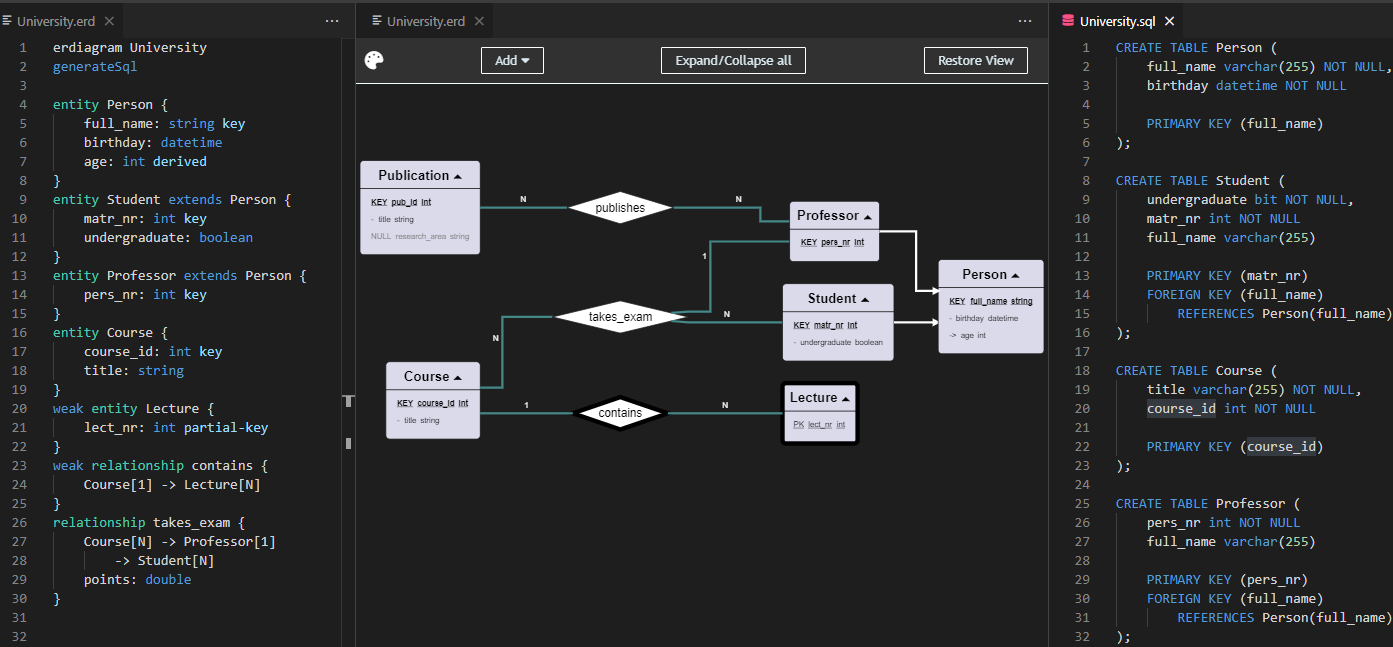 University.erd
1 erdiagram University
2 generateSql
3
4 entity Person {
5 full_name: string key
6 birthday: datetime
7 age: int derived
8 }
9 entity Student extends Person {
10 matr_nr: int key
11 undergraduate: boolean
12 }
13 entity Professor extends Person {
14 pers_nr: int key
15 }
16 entity Course {
17 course_id: int key
18 title: string
19 }
20 weak entity Lecture {
21 lect_nr: int partial-key
22 }
23 weak relationship contains {
24 Course[1] -> Lecture[N]
25 }
26 relationship takes_exam {
27 Course[N] -> Professor[1]
28 -> Student[N]
29 points: double
30 }
31
32
University.erd
Add
Expand/Collapse all
Restore View
Publication
KEY pub_id int
- title string
NULL research_area string
N
publishes
N
Professor
KEY pers_nr int
1
Person
KEY full_name string
- birthday datetime
-> age int
Student
KEY matr_nr int
- undergraduate boolean
takes_exam
N
N
Course
KEY course_id int
- title string
1
contains
N
Lecture
PK lect_nr int
University.sql
1 CREATE TABLE Person (
2 full_name varchar(255) NOT NULL,
3 birthday datetime NOT NULL
4
5 PRIMARY KEY (full_name)
6 );
7
8 CREATE TABLE Student (
9 undergraduate bit NOT NULL,
10 matr_nr int NOT NULL
11 full_name varchar(255)
12
13 PRIMARY KEY (matr_nr)
14 FOREIGN KEY (full_name)
15 REFERENCES Person(full_name)
16 );
17
18 CREATE TABLE Course (
19 title varchar(255) NOT NULL,
20 course_id int NOT NULL
21
22 PRIMARY KEY (course_id)
23 );
24
25 CREATE TABLE Professor (
26 pers_nr int NOT NULL
27 full_name varchar(255)
28
29 PRIMARY KEY (pers_nr)
30 FOREIGN KEY (full_name)
31 REFERENCES Person(full_name)
32 );